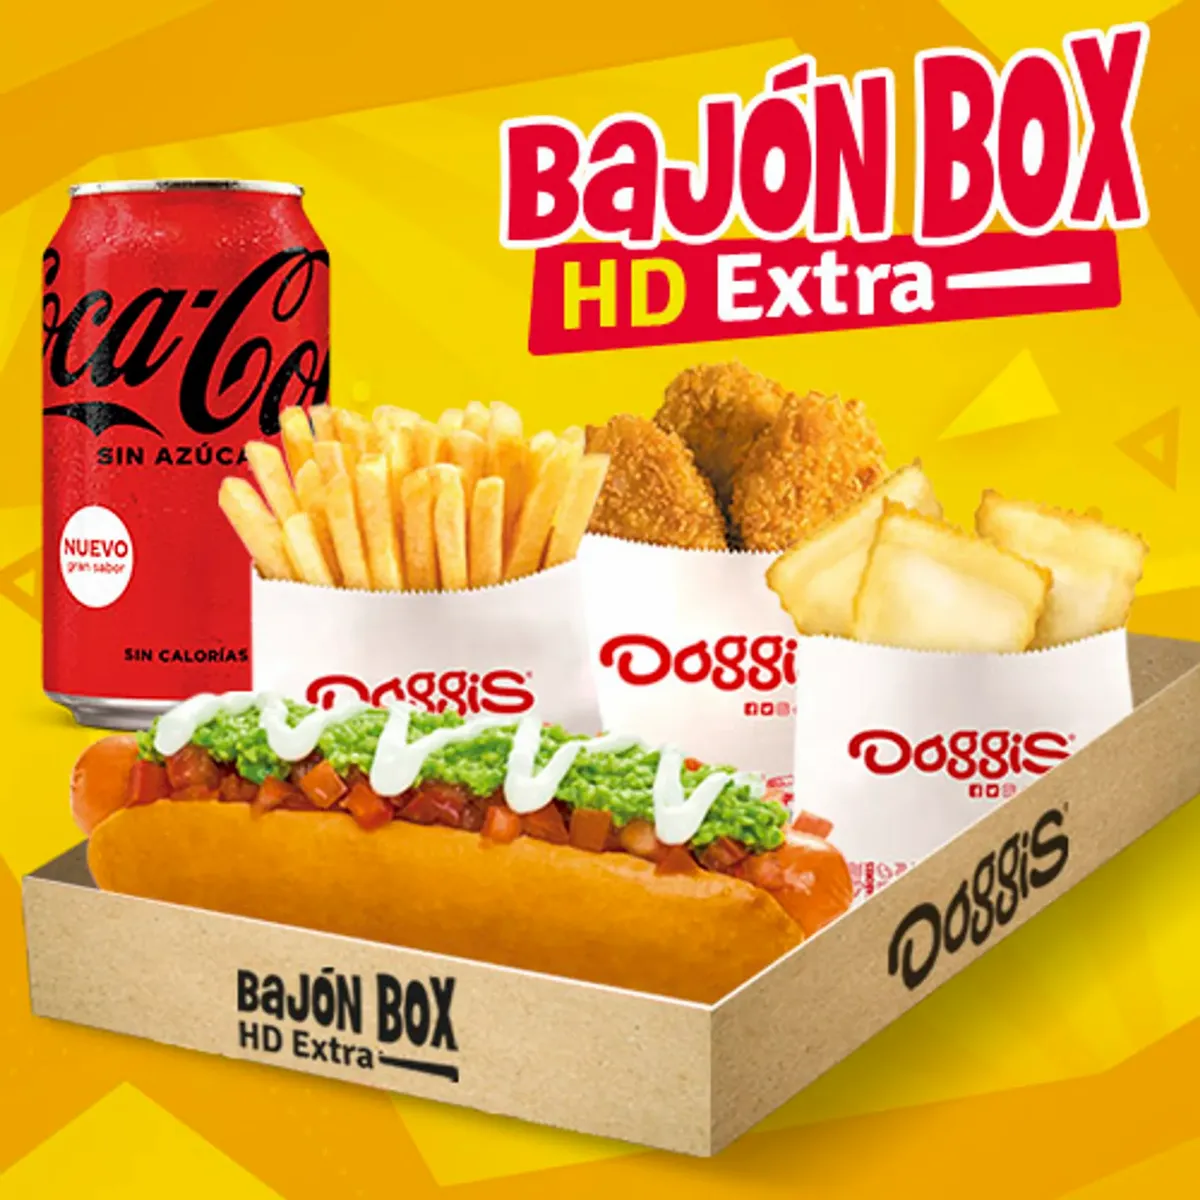 BAJÓN BOX
HD Extra
Coca-Co
SIN AZÚCA
NUEVO
gran sabor
SIN CALORÍAS
DoggiS
Doggi
DoggiS
DoggiS
BAJÓN BOX
HD Extra